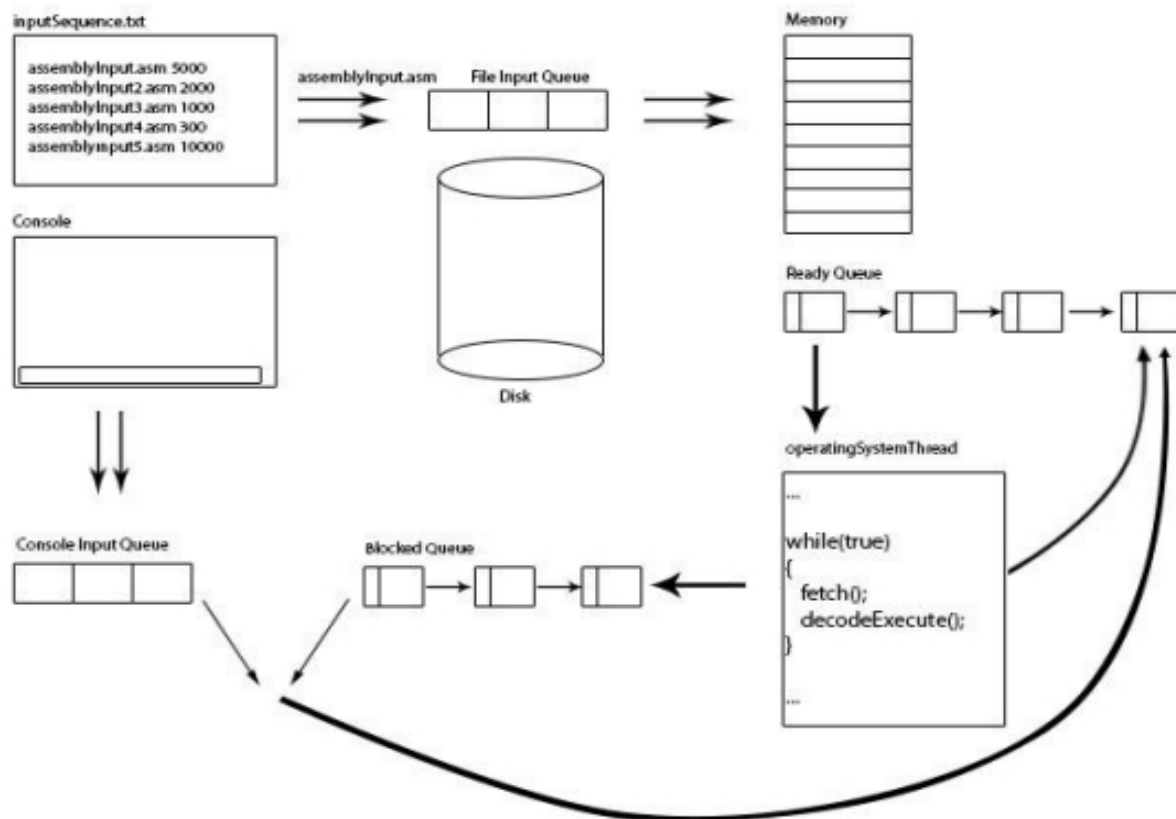 inputSequence.txt
assemblyInput.asm 5000
assemblyInput2.asm 2000
assemblyInput3.asm 1000
assemblyInput4.asm 300
assemblyinput5.asm 10000
assemblyInput.asm
File Input Queue
Memory
Console
Disk
Ready Queue
operatingSystemThread
...
while(true)
{
fetch();
decodeExecute();
}
...
Console Input Queue
Blocked Queue